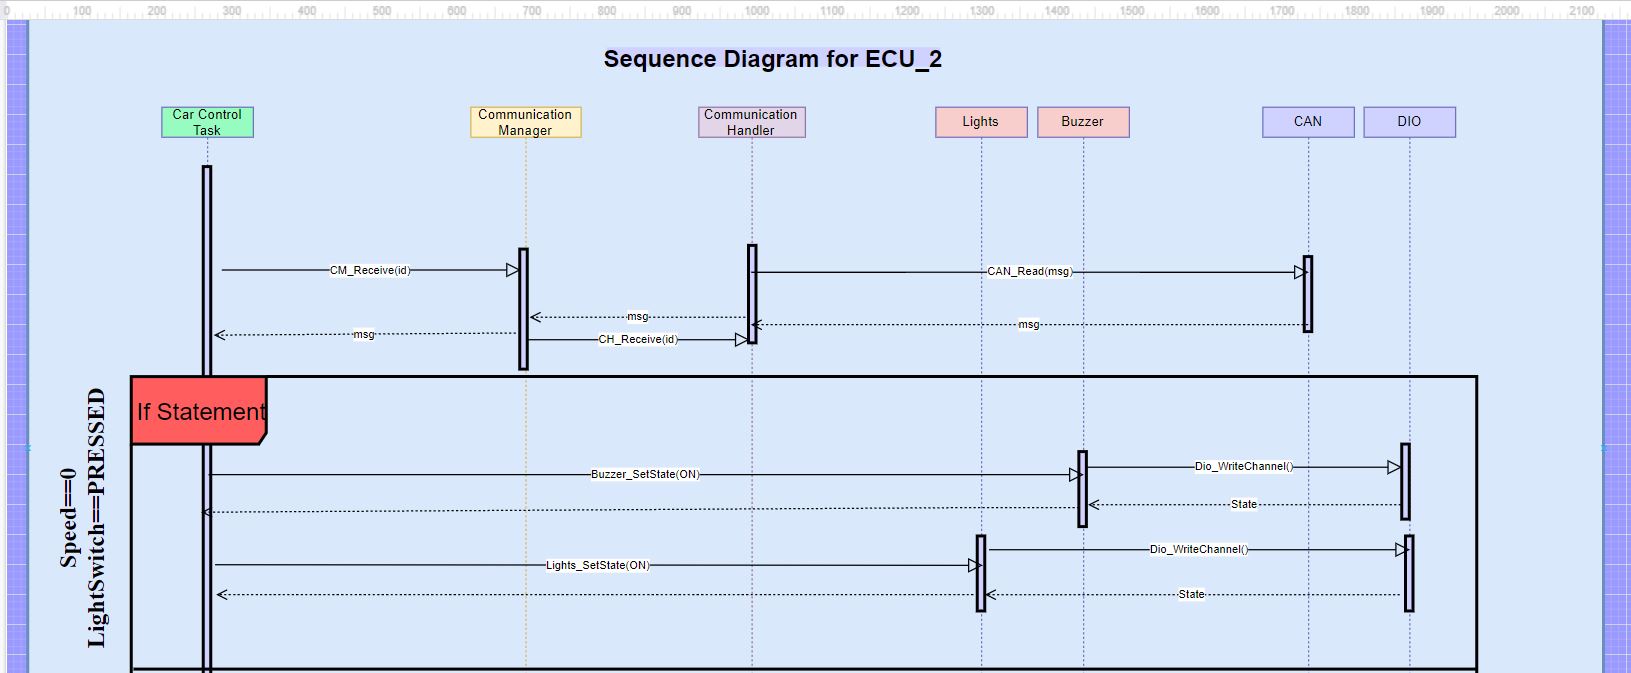 0 100 200 300 400 500 600 700 800 900 1000 1100 1200 1300 1400 1500 1600 1700 1800 1900 2000 2100
Sequence Diagram for ECU_2
Car Control
Task
Communication
Manager
Communication
Handler
Lights
Buzzer
CAN
DIO
CM_Receive(id)
CAN_Read(msg)
msg
msg
msg
CH_Receive(id)
If Statement
Speed==0
LightSwitch==PRESSED
Buzzer_SetState(ON)
Dio_WriteChannel()
State
Lights_SetState(ON)
Dio_WriteChannel()
State